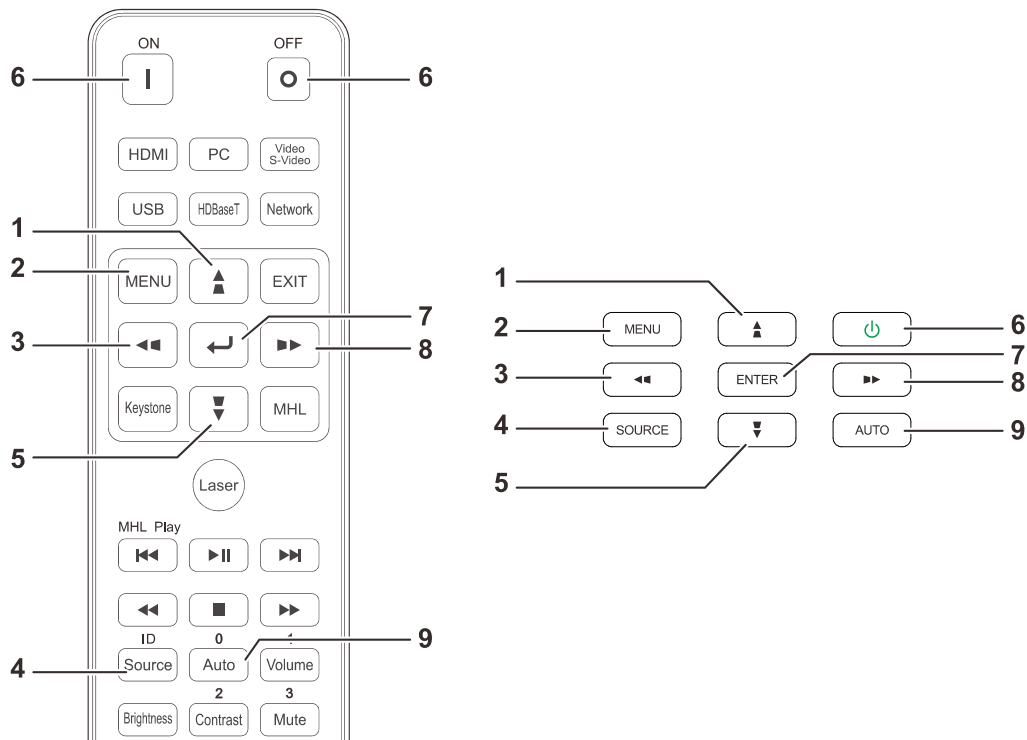 ON OFF
6 I O 6
HDMI PC Video S-Video
USB HDBaseT Network
1
2 MENU EXIT
7
3 8
Keystone MHL
5
Laser
MHL Play
ID 0
9
4 Source Auto Volume
2 3
Brightness Contrast Mute
1
2 MENU 6
7
3 ENTER 8
4 SOURCE AUTO 9
5